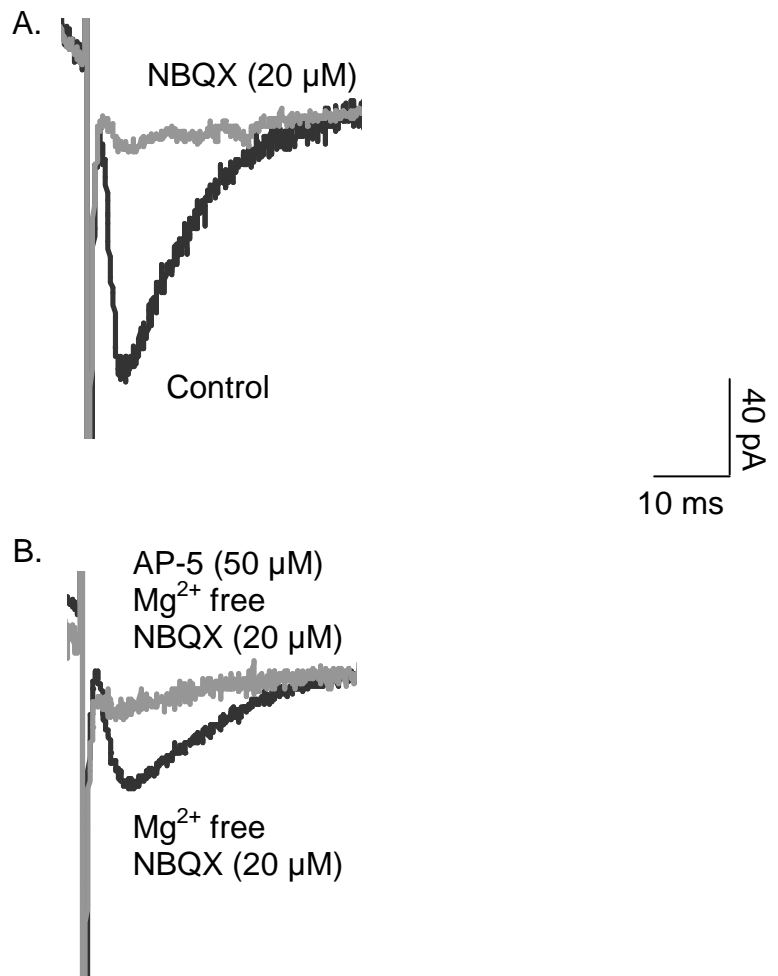 A.
NBQX (20 µM)
Control
40 pA
10 ms
B.
AP-5 (50 µM)
Mg²⁺ free
NBQX (20 µM)
Mg²⁺ free
NBQX (20 µM)